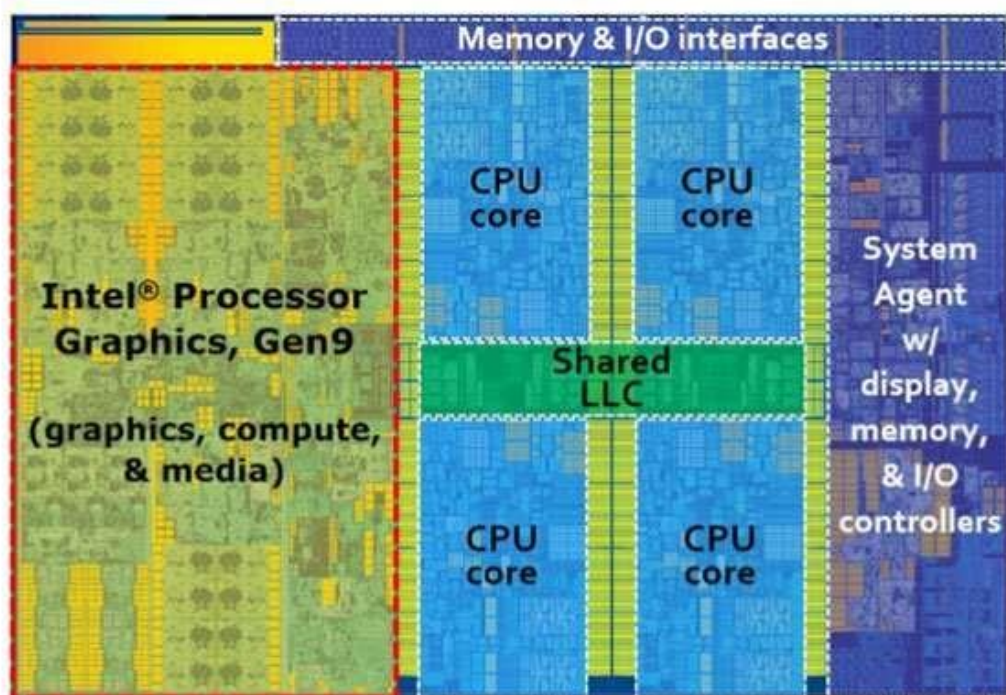 Memory & I/O interfaces
CPU
core
CPU
core
Intel® Processor
Graphics, Gen9
(graphics, compute,
& media)
Shared
LLC
System
Agent
w/
display,
memory,
& I/O
controllers
CPU
core
CPU
core